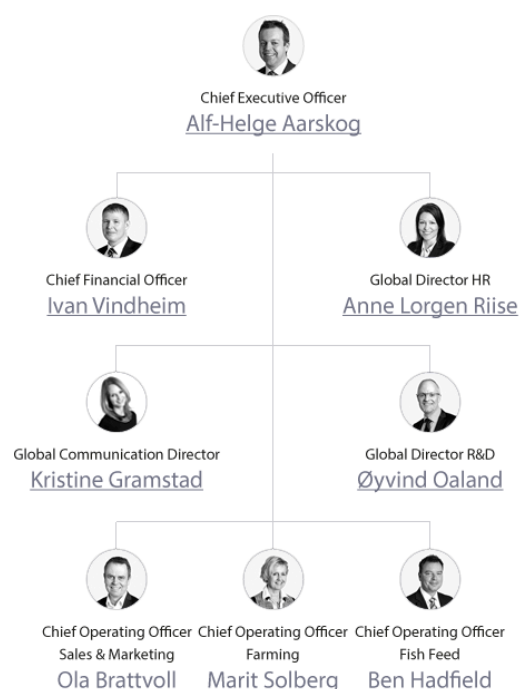 Chief Executive Officer
Alf-Helge Aarskog
Chief Financial Officer
Ivan Vindheim
Global Director HR
Anne Lorgen Riise
Global Communication Director
Kristine Gramstad
Global Director R&D
Øyvind Oaland
Chief Operating Officer
Sales & Marketing
Ola Brattvoll
Chief Operating Officer
Farming
Marit Solberg
Chief Operating Officer
Fish Feed
Ben Hadfield